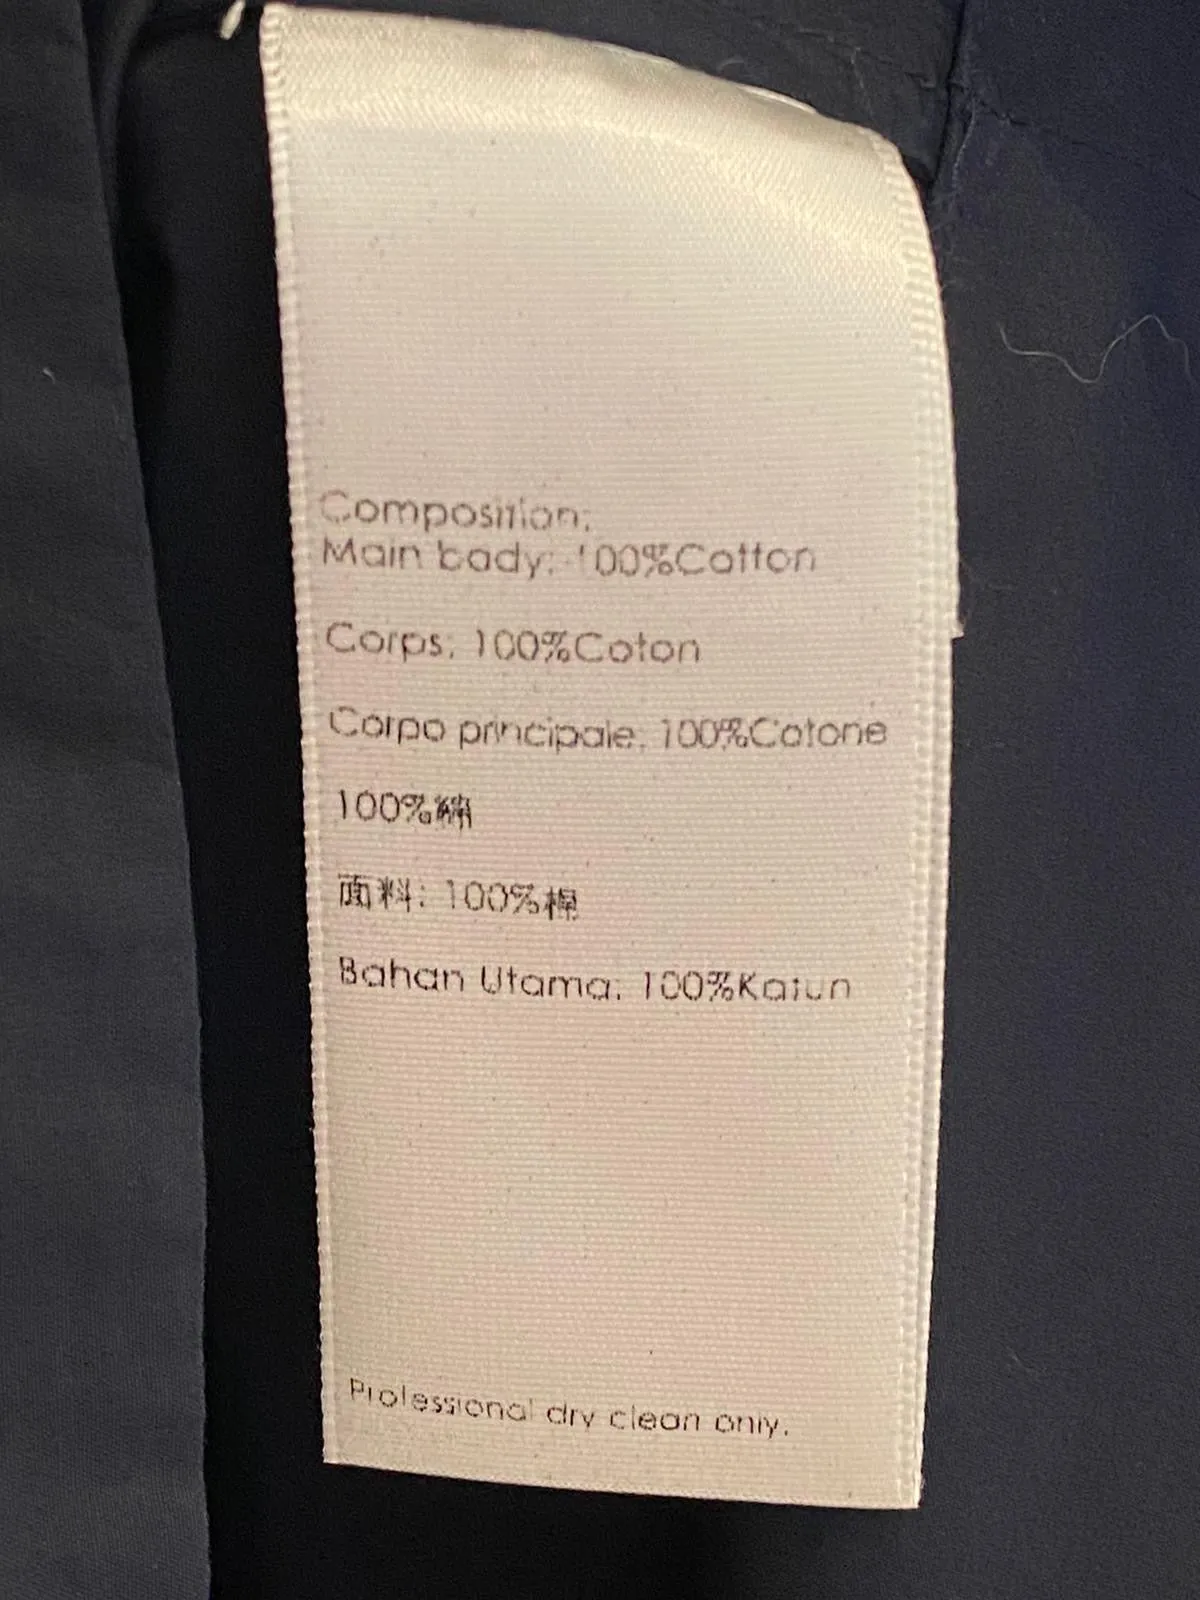 Composition:
Main body: 100%Cotton
Corps: 100%Coton
Corpo principale: 100%Cotone
100%綿
面料: 100%棉
Bahan Utama: 100%Katun
Professional dry clean only.